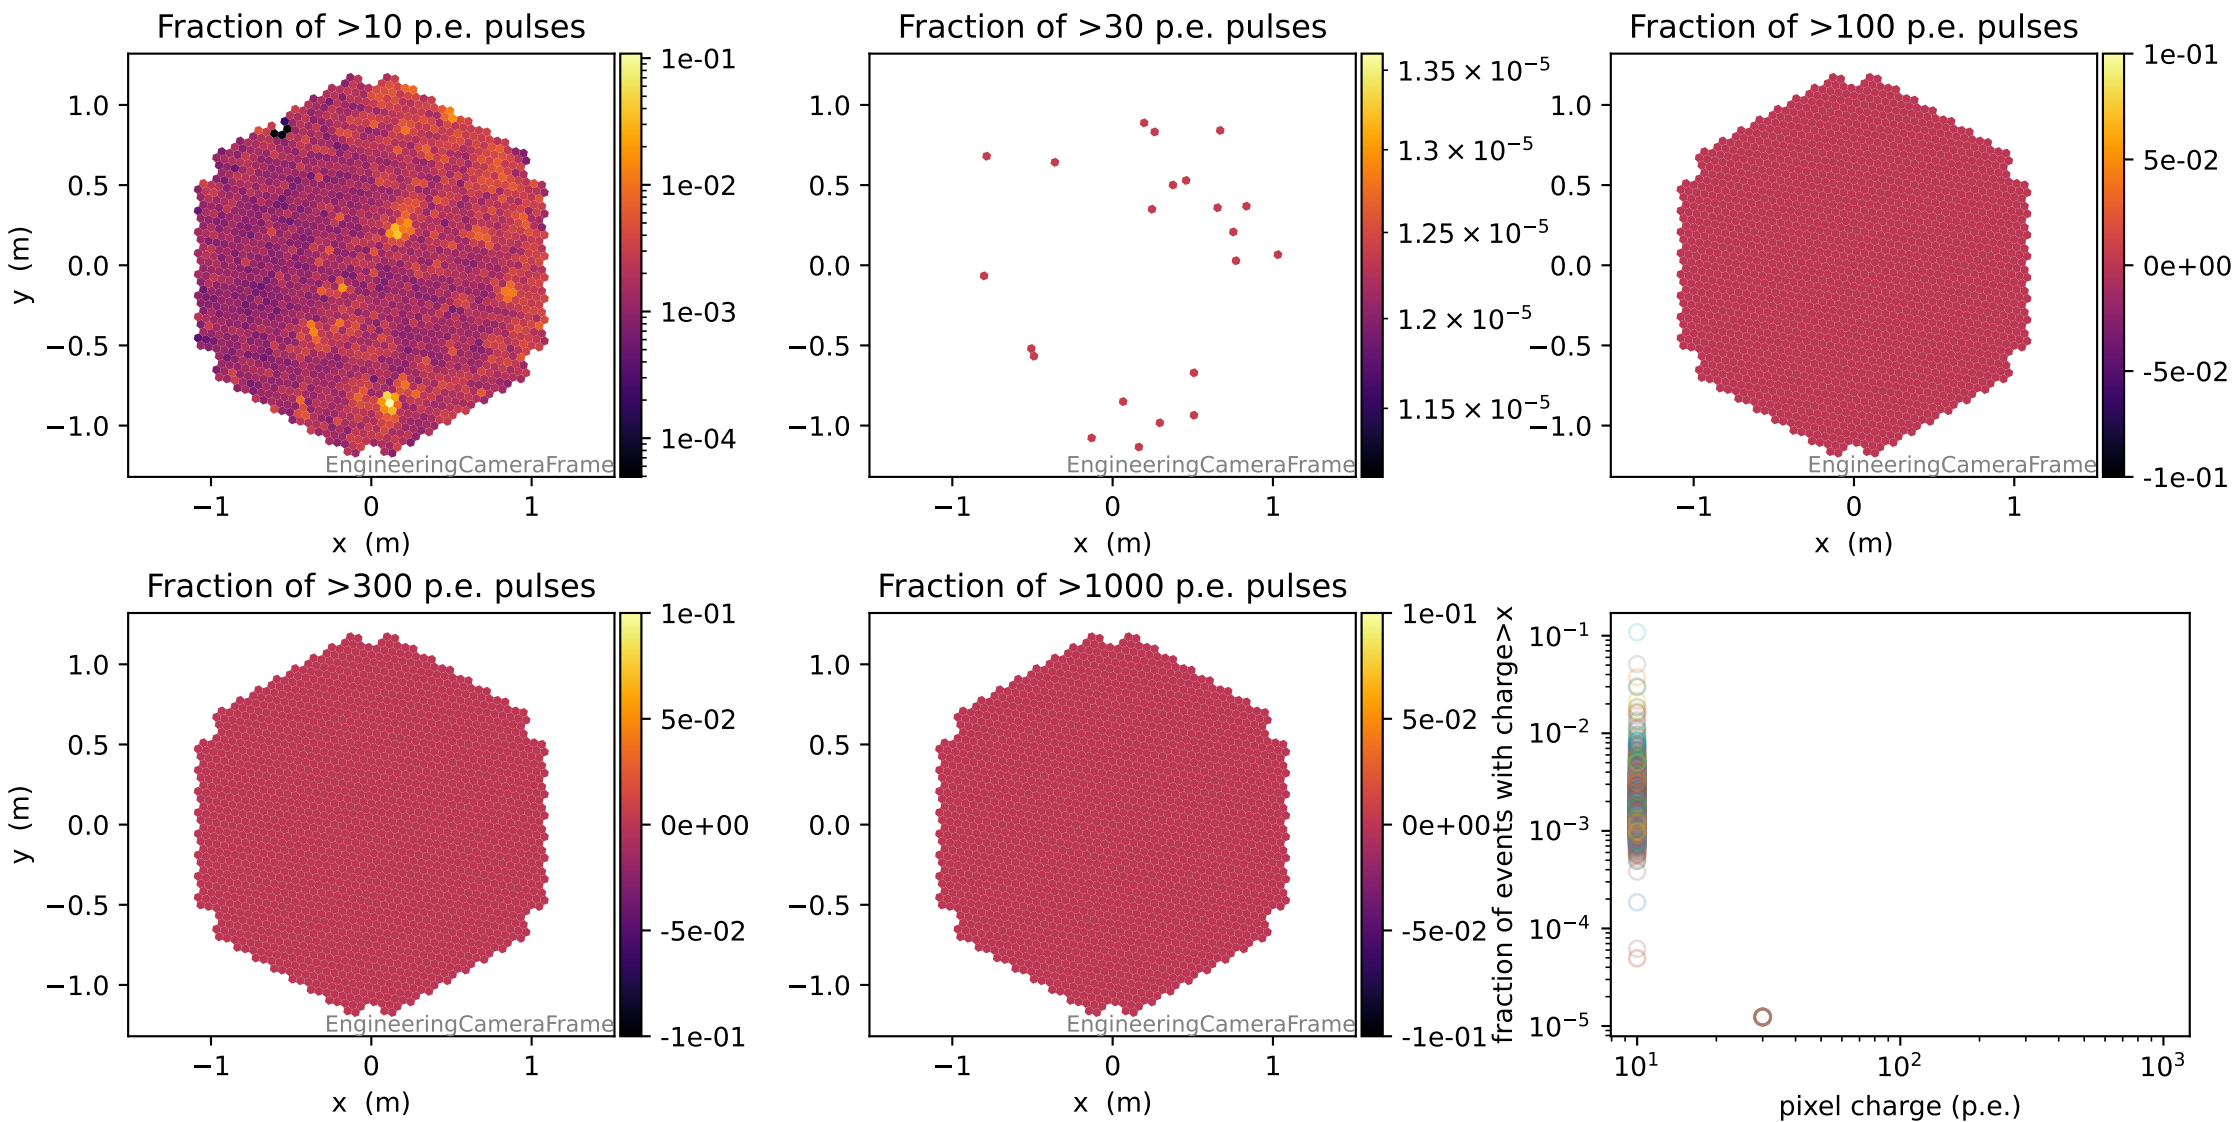 Fraction of >10 p.e. pulses
Fraction of >30 p.e. pulses
Fraction of >100 p.e. pulses
y (m)
1.0
0.5
0.0
−0.5
−1.0
−1
0
1
x (m)
EngineeringCameraFrame
1e-01
1e-02
1e-03
1e-04
1.0
0.5
0.0
−0.5
−1.0
−1
0
1
x (m)
EngineeringCameraFrame
1.35×10⁻⁵
1.3×10⁻⁵
1.25×10⁻⁵
1.2×10⁻⁵
1.15×10⁻⁵
1.0
0.5
0.0
−0.5
−1.0
−1
0
1
x (m)
EngineeringCameraFrame
1e-01
5e-02
0e+00
-5e-02
-1e-01
Fraction of >300 p.e. pulses
Fraction of >1000 p.e. pulses
y (m)
1.0
0.5
0.0
−0.5
−1.0
−1
0
1
x (m)
EngineeringCameraFrame
1e-01
5e-02
0e+00
-5e-02
-1e-01
1.0
0.5
0.0
−0.5
−1.0
−1
0
1
x (m)
EngineeringCameraFrame
1e-01
5e-02
0e+00
-5e-02
-1e-01
fraction of events with charge>x
10⁻¹
10⁻²
10⁻³
10⁻⁴
10⁻⁵
10¹
10²
10³
pixel charge (p.e.)